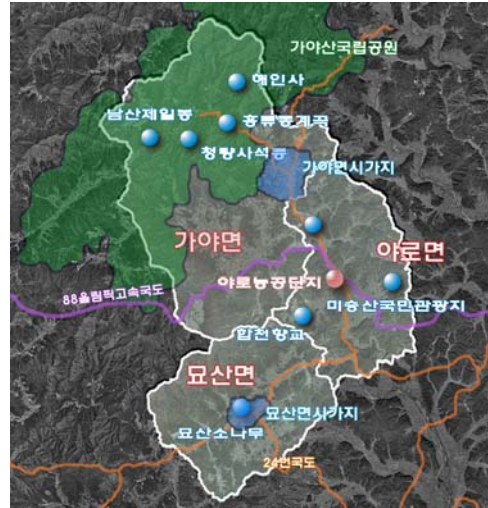 가야산국립공원
해인사
남산제일봉
홍류동계곡
청량사석등
가야면시가지
가야면
야로면
야로농공단지
88올림픽고속국도
미숭산국민관광지
합천향교
묘산면
묘산면시가지
묘산소나무
24번국도